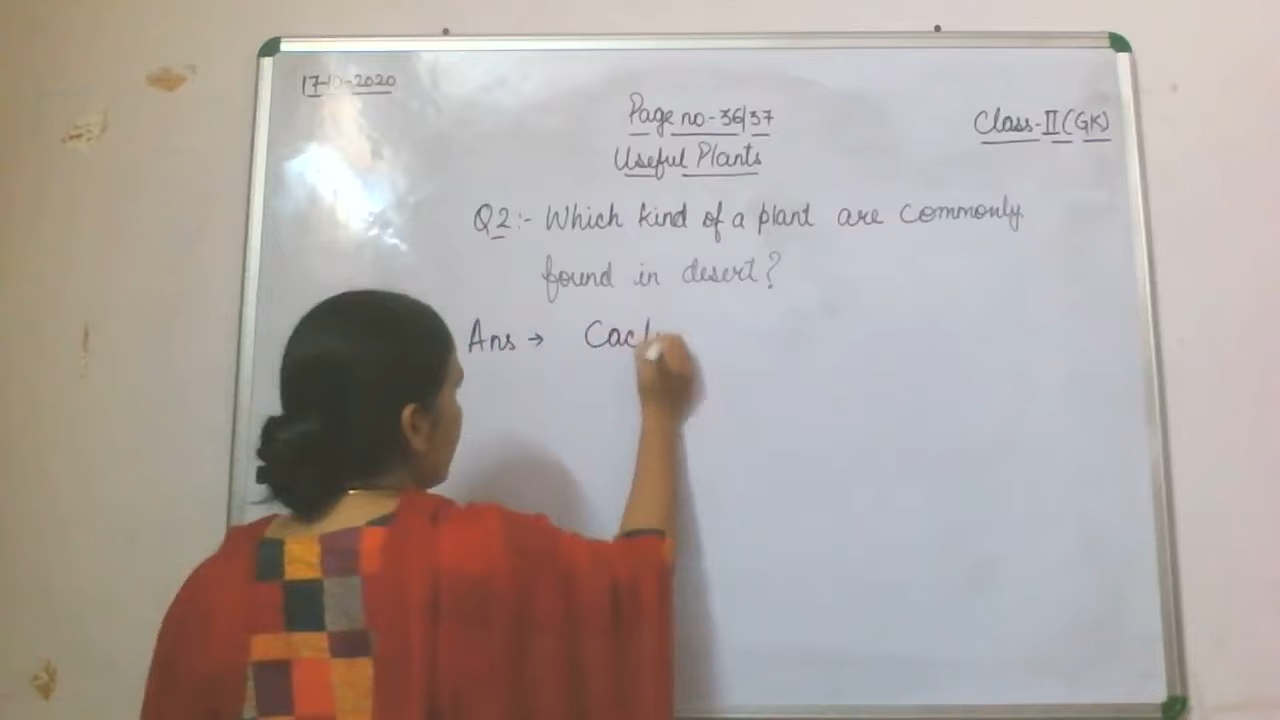 17-10-2020
Page no-36/37
Class-II (GK)
Useful Plants
Q2:- Which kind of a plant are commonly
found in desert?
Ans →